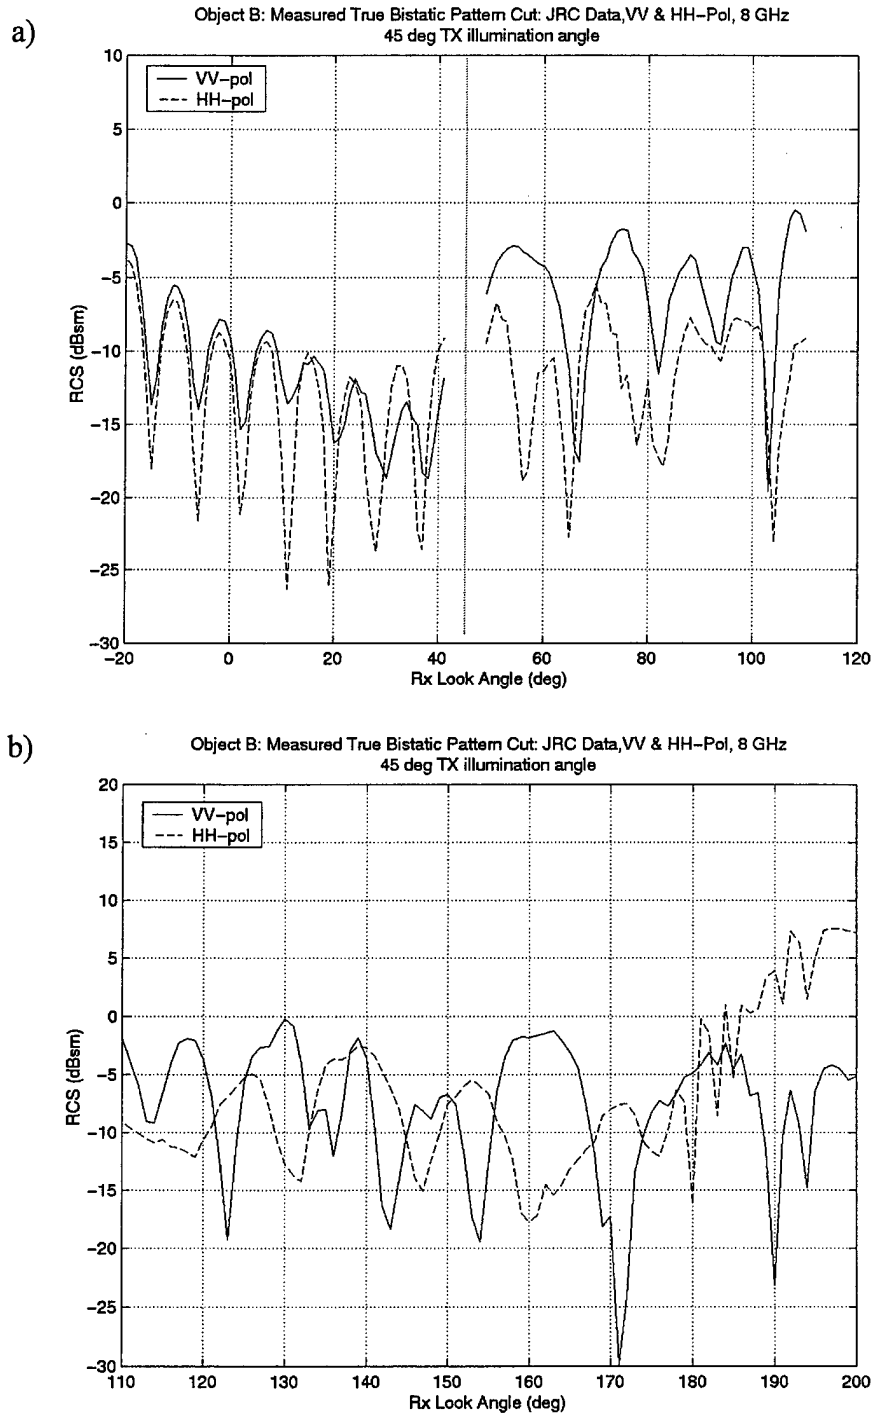 a)
Object B: Measured True Bistatic Pattern Cut: JRC Data,VV & HH-Pol, 8 GHz
45 deg TX illumination angle
VV-pol
HH-pol
RCS (dBsm)
10
5
0
-5
-10
-15
-20
-25
-30
-20 0 20 40 60 80 100 120
Rx Look Angle (deg)
b)
Object B: Measured True Bistatic Pattern Cut: JRC Data,VV & HH-Pol, 8 GHz
45 deg TX illumination angle
VV-pol
HH-pol
RCS (dBsm)
20
15
10
5
0
-5
-10
-15
-20
-25
-30
110 120 130 140 150 160 170 180 190 200
Rx Look Angle (deg)